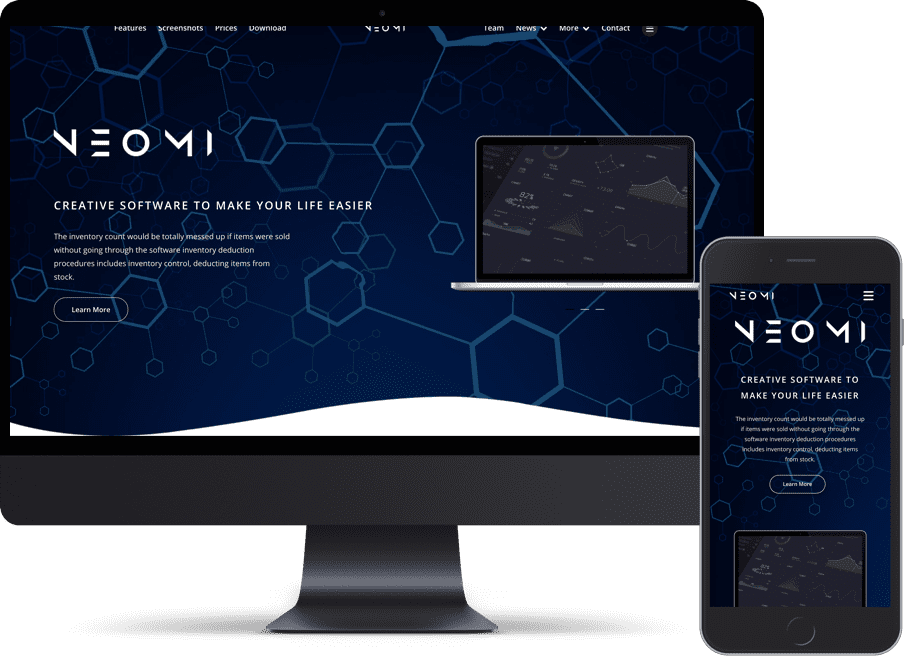 Features Screenshots Prices Download NEOMI Team News More Contact
NEOMI
CREATIVE SOFTWARE TO MAKE YOUR LIFE EASIER
The inventory count would be totally messed up if items were sold
without going through the software inventory deduction
procedures includes inventory control, deducting items from
stock.
Learn More
82%
NEOMI
NEOMI
CREATIVE SOFTWARE TO
MAKE YOUR LIFE EASIER
The inventory count would be totally messed up
if items were sold without going through the
software inventory deduction procedures
includes inventory control, deducting items
from stock.
Learn More
82%